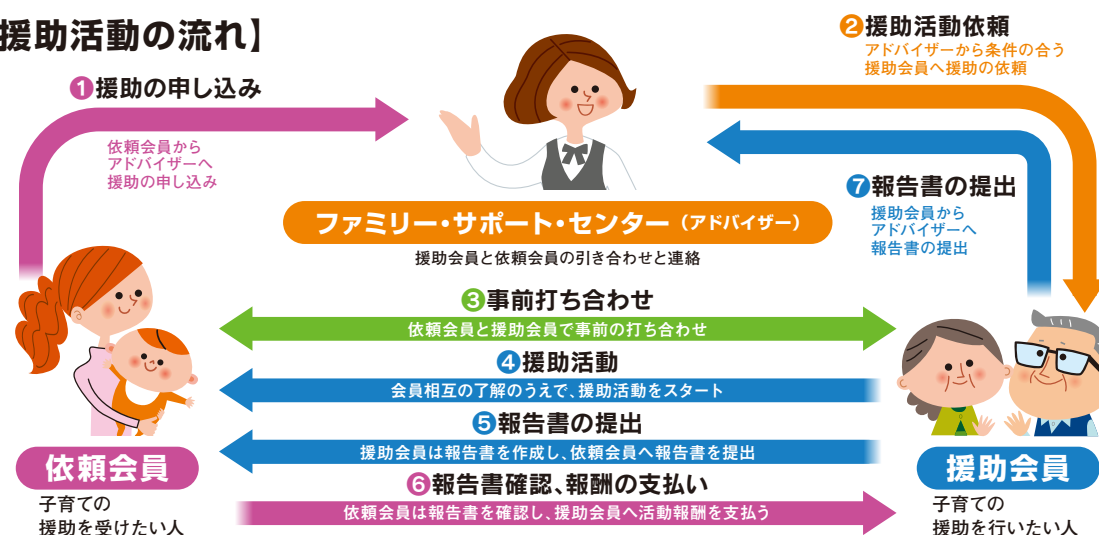 援助活動の流れ】
❶援助の申し込み
依頼会員から
アドバイザーへ
援助の申し込み
❷援助活動依頼
アドバイザーから条件の合う
援助会員へ援助の依頼
❼報告書の提出
援助会員から
アドバイザーへ
報告書の提出
ファミリー・サポート・センター（アドバイザー）
援助会員と依頼会員の引き合わせと連絡
❸事前打ち合わせ
依頼会員と援助会員で事前の打ち合わせ
❹援助活動
会員相互の了解のうえで、援助活動をスタート
❺報告書の提出
援助会員は報告書を作成し、依頼会員へ報告書を提出
❻報告書確認、報酬の支払い
依頼会員は報告書を確認し、援助会員へ活動報酬を支払う
依頼会員
子育ての
援助を受けたい人
援助会員
子育ての
援助を行いたい人